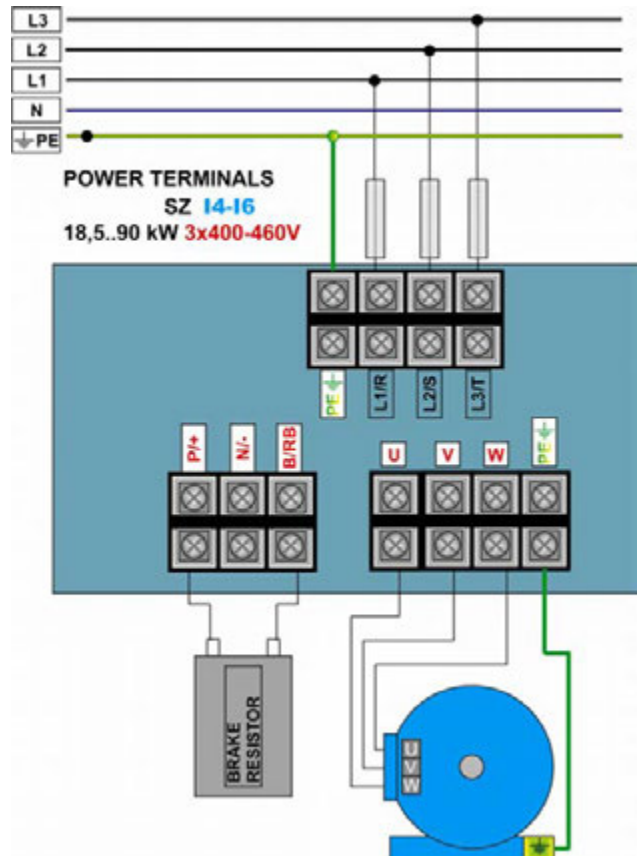 L3
L2
L1
N
PE
POWER TERMINALS
SZ I4-I6
18,5..90 kW 3x400-460V
PE
L1/R
L2/S
L3/T
P/+
N/-
B/RB
U
V
W
PE
BRAKE
RESISTOR
U
V
W